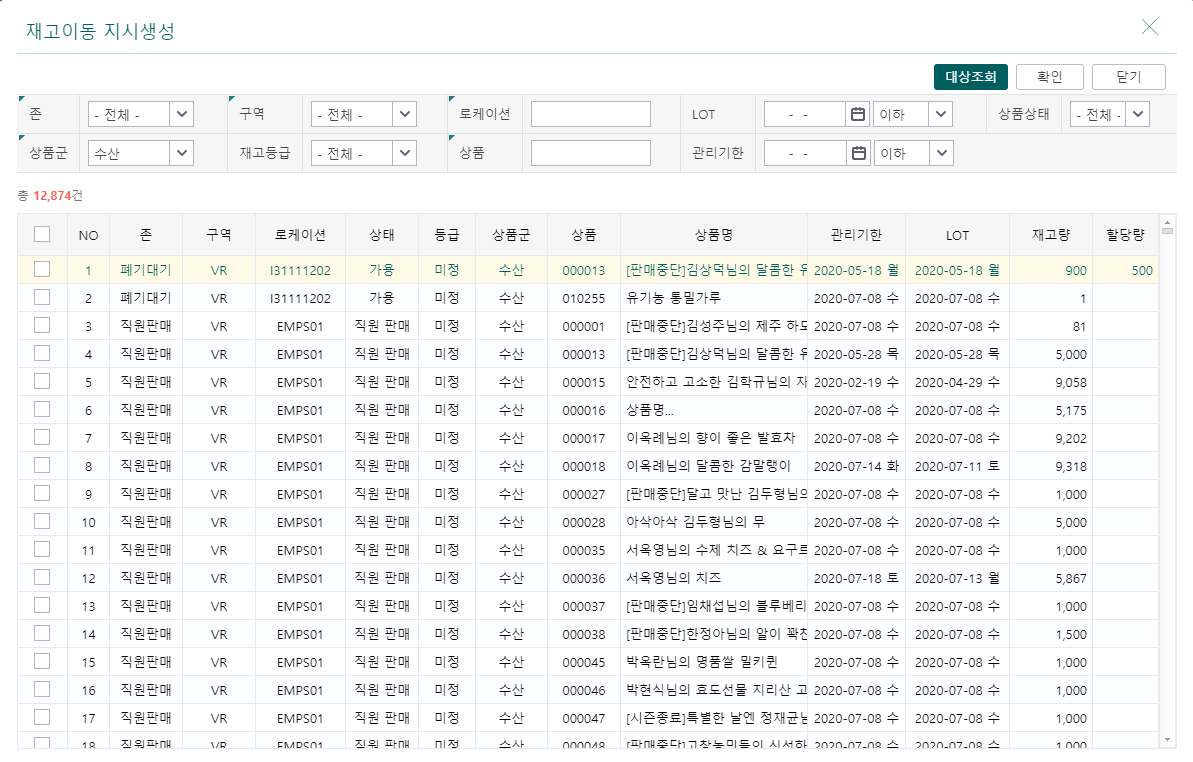 재고이동 지시생성
대상조회 확인 닫기
존 - 전체 - 구역 - 전체 - 로케이션 LOT - - 이하 상품상태 - 전체 -
상품군 수산 재고등급 - 전체 - 상품 관리기한 - - 이하
총 12,874건
NO 존 구역 로케이션 상태 등급 상품군 상품 상품명 관리기한 LOT 재고량 할당량
1 폐기대기 VR I31111202 가용 미정 수산 000013 [판매중단]김상덕님의 달콤한 유 2020-05-18 월 2020-05-18 월 900 500
2 폐기대기 VR I31111202 가용 미정 수산 010255 유기농 통밀가루 2020-07-08 수 2020-07-08 수 1
3 직원판매 VR EMPS01 직원 판매 미정 수산 000001 [판매중단]김성주님의 제주 하 2020-07-08 수 2020-07-08 수 81
4 직원판매 VR EMPS01 직원 판매 미정 수산 000013 [판매중단]김상덕님의 달콤한 유 2020-05-28 목 2020-05-28 목 5,000
5 직원판매 VR EMPS01 직원 판매 미정 수산 000015 안전하고 고소한 김학규님의 자 2020-02-19 수 2020-04-29 수 9,058
6 직원판매 VR EMPS01 직원 판매 미정 수산 000016 상품명... 2020-07-08 수 2020-07-08 수 5,175
7 직원판매 VR EMPS01 직원 판매 미정 수산 000017 이옥례님의 향이 좋은 발효차 2020-07-08 수 2020-07-08 수 9,202
8 직원판매 VR EMPS01 직원 판매 미정 수산 000018 이옥례님의 달콤한 감말랭이 2020-07-14 화 2020-07-11 토 9,318
9 직원판매 VR EMPS01 직원 판매 미정 수산 000027 [판매중단]달고 맛난 김두형님의 2020-07-08 수 2020-07-08 수 1,000
10 직원판매 VR EMPS01 직원 판매 미정 수산 000028 아삭아삭 김두형님의 무 2020-07-08 수 2020-07-08 수 5,000
11 직원판매 VR EMPS01 직원 판매 미정 수산 000035 서옥영님의 수제 치즈 & 요구르 2020-07-08 수 2020-07-08 수 1,000
12 직원판매 VR EMPS01 직원 판매 미정 수산 000036 서옥영님의 치즈 2020-07-18 토 2020-07-13 월 5,867
13 직원판매 VR EMPS01 직원 판매 미정 수산 000037 [판매중단]임채섭님의 블루베리 2020-07-08 수 2020-07-08 수 1,000
14 직원판매 VR EMPS01 직원 판매 미정 수산 000038 [판매중단]한정아님의 알이 꽉찬 2020-07-08 수 2020-07-08 수 1,500
15 직원판매 VR EMPS01 직원 판매 미정 수산 000045 박옥란님의 명품쌀 밀키퀸 2020-07-08 수 2020-07-08 수 1,000
16 직원판매 VR EMPS01 직원 판매 미정 수산 000046 박현식님의 효도선물 지리산 고 2020-07-08 수 2020-07-08 수 1,000
17 직원판매 VR EMPS01 직원 판매 미정 수산 000047 [시즌종료]특별한 날엔 정재균님 2020-07-08 수 2020-07-08 수 1,000
18 직원판매 VR EMPS01 직원 판매 미정 수산 000048 [판매중단]고창농민들의 2020-07-08 수 2020-07-08 수 1,000